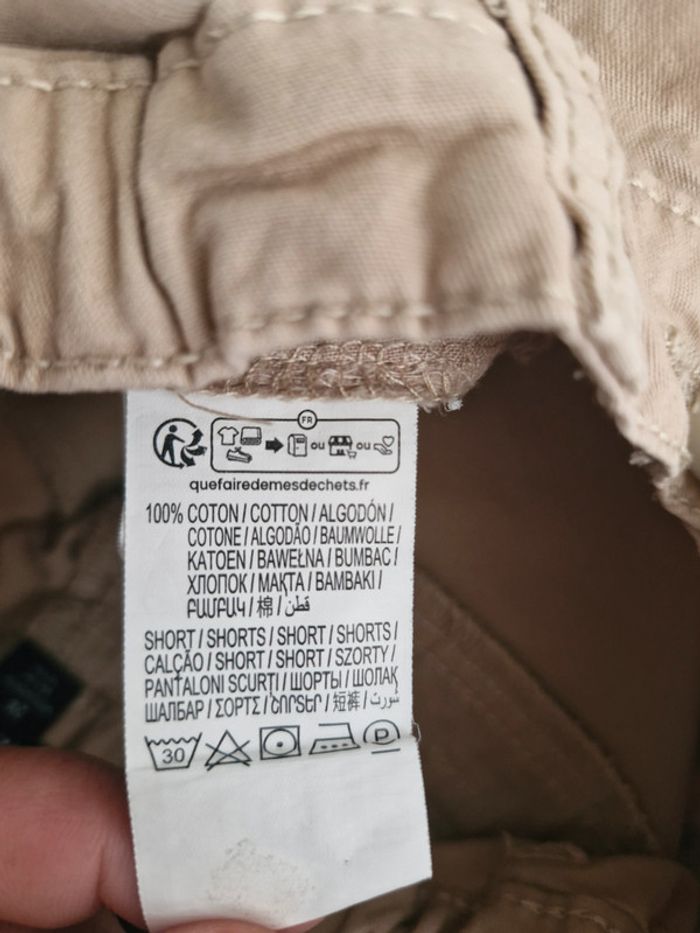 FR
ou
ou
quefairedemesdechets.fr
100% COTON / COTTON / ALGODÓN /
COTONE / ALGODÃO / BAUMWOLLE /
KATOEN / BAWEŁNA / BUMBAC /
ХЛОПОК / МАҚТА / BAMBAKI /
ԲԱՄԲԱԿ / 棉 / قطن
SHORT / SHORTS / SHORT / SHORTS /
CALÇÃO / SHORT / SHORT / SZORTY /
PANTALONI SCURȚI / ШОРТЫ / ШОЛАҚ
ШАЛБАР / ΣΟΡΤΣ / ՇՈՐՏԵՐ / 短裤 / شورت
30
P